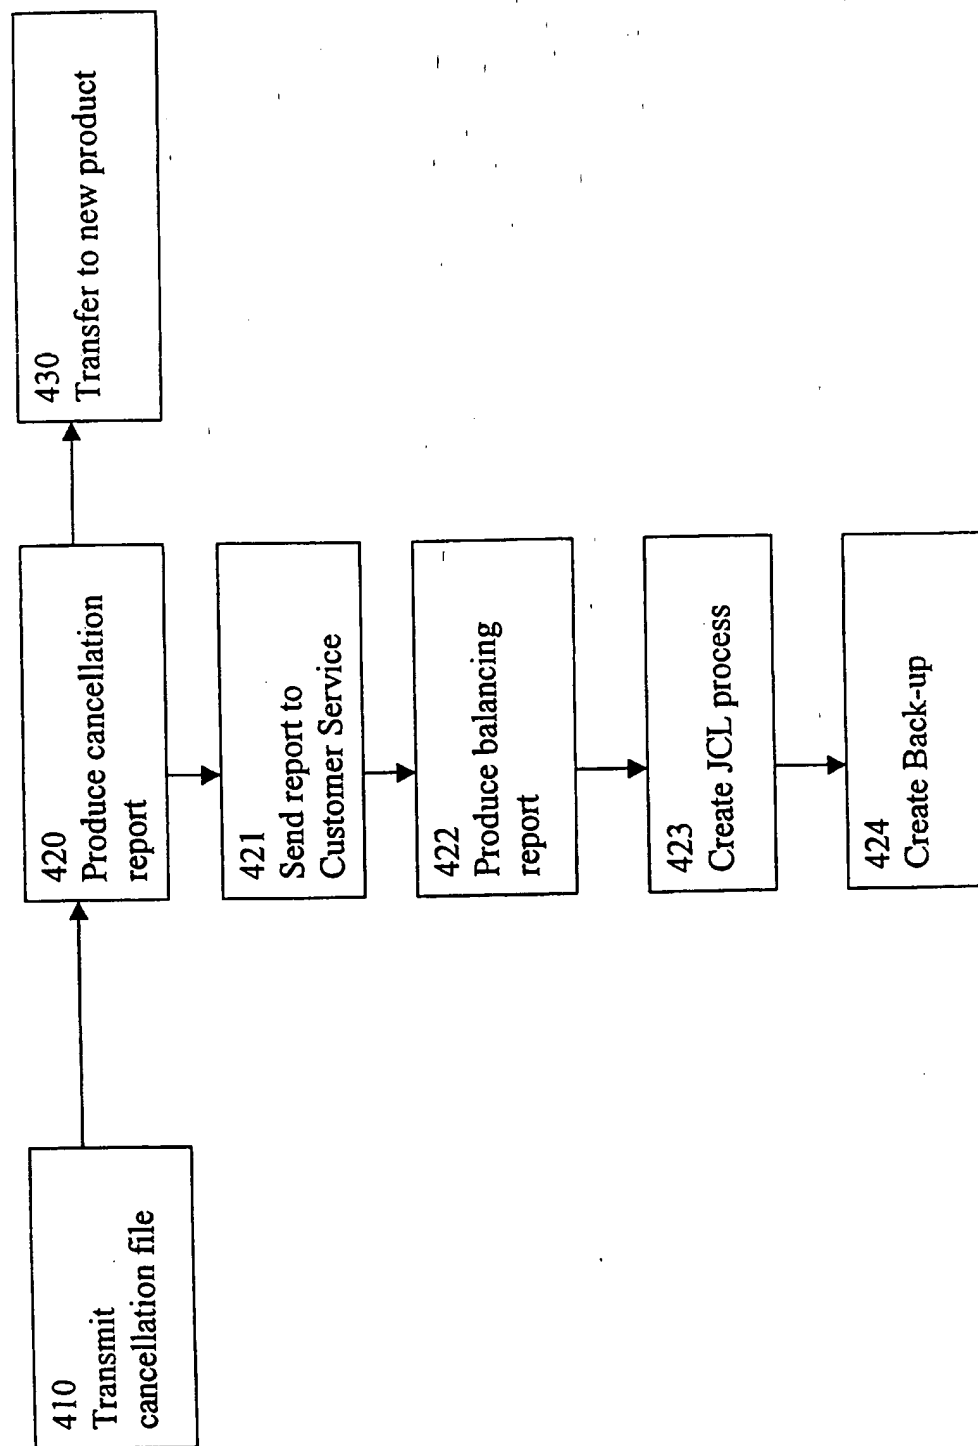 410
Transmit
cancellation file
420
Produce cancellation
report
421
Send report to
Customer Service
422
Produce balancing
report
423
Create JCL process
424
Create Back-up
430
Transfer to new product